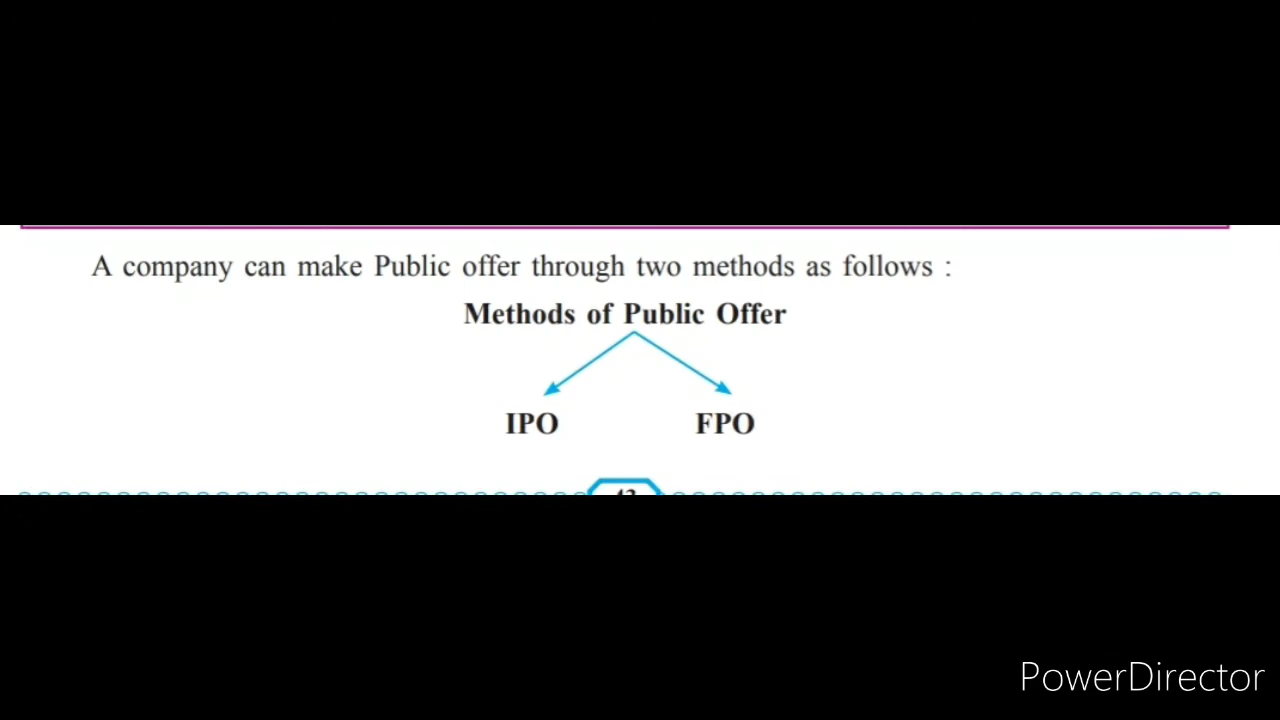 A company can make Public offer through two methods as follows :
Methods of Public Offer
IPO FPO
PowerDirector